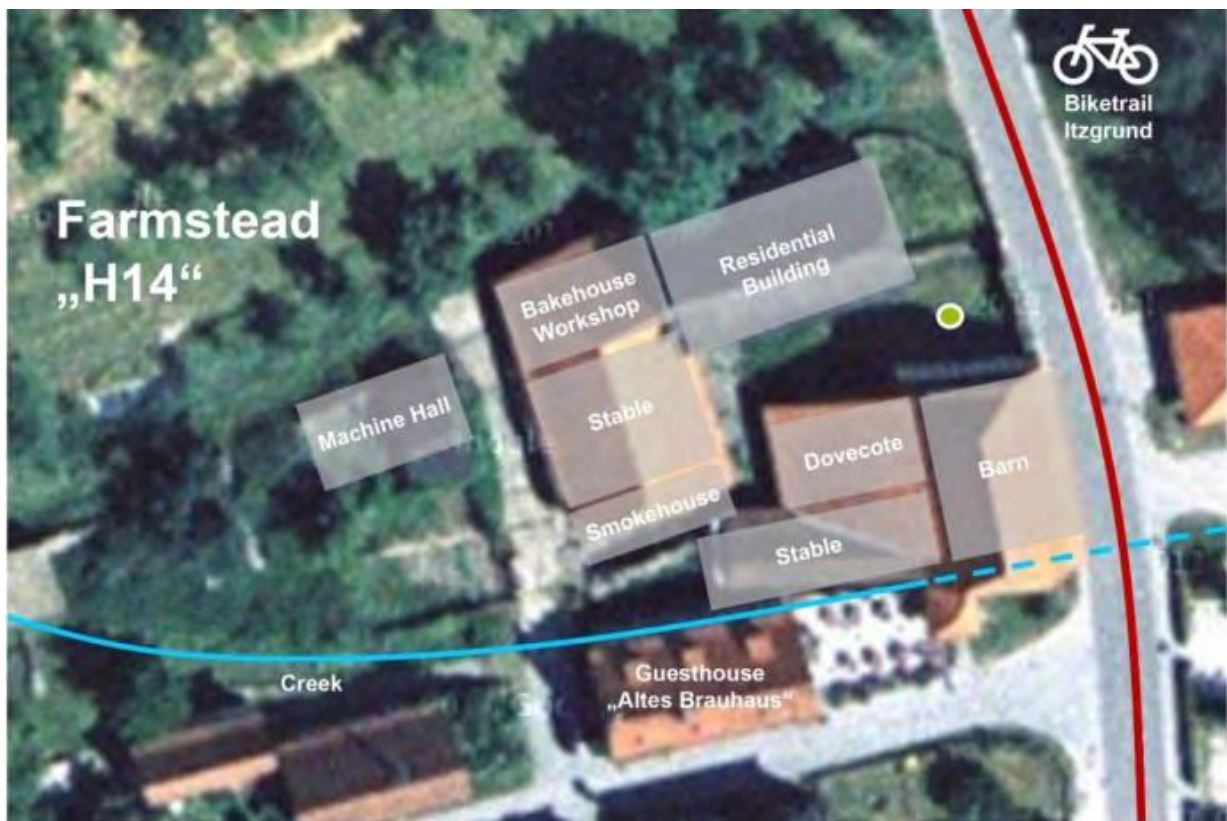 Biketrail
Itzgrund
Farmstead
„H14“
Residential
Building
Bakehouse
Workshop
Machine Hall
Stable
Dovecote
Barn
Smokehouse
Stable
Creek
Guesthouse
„Altes Brauhaus“